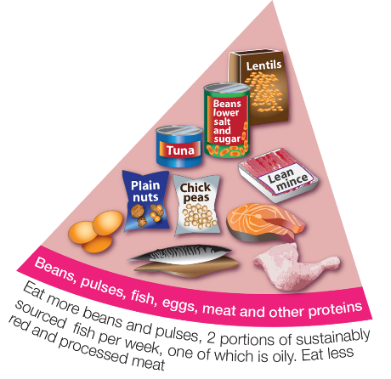 Lentils
Beans
lower
salt
and
sugar
Tuna
Lean
mince
Plain
nuts
Chick
peas
Beans, pulses, fish, eggs, meat and other proteins
Eat more beans and pulses, 2 portions of sustainably
sourced fish per week, one of which is oily. Eat less
red and processed meat